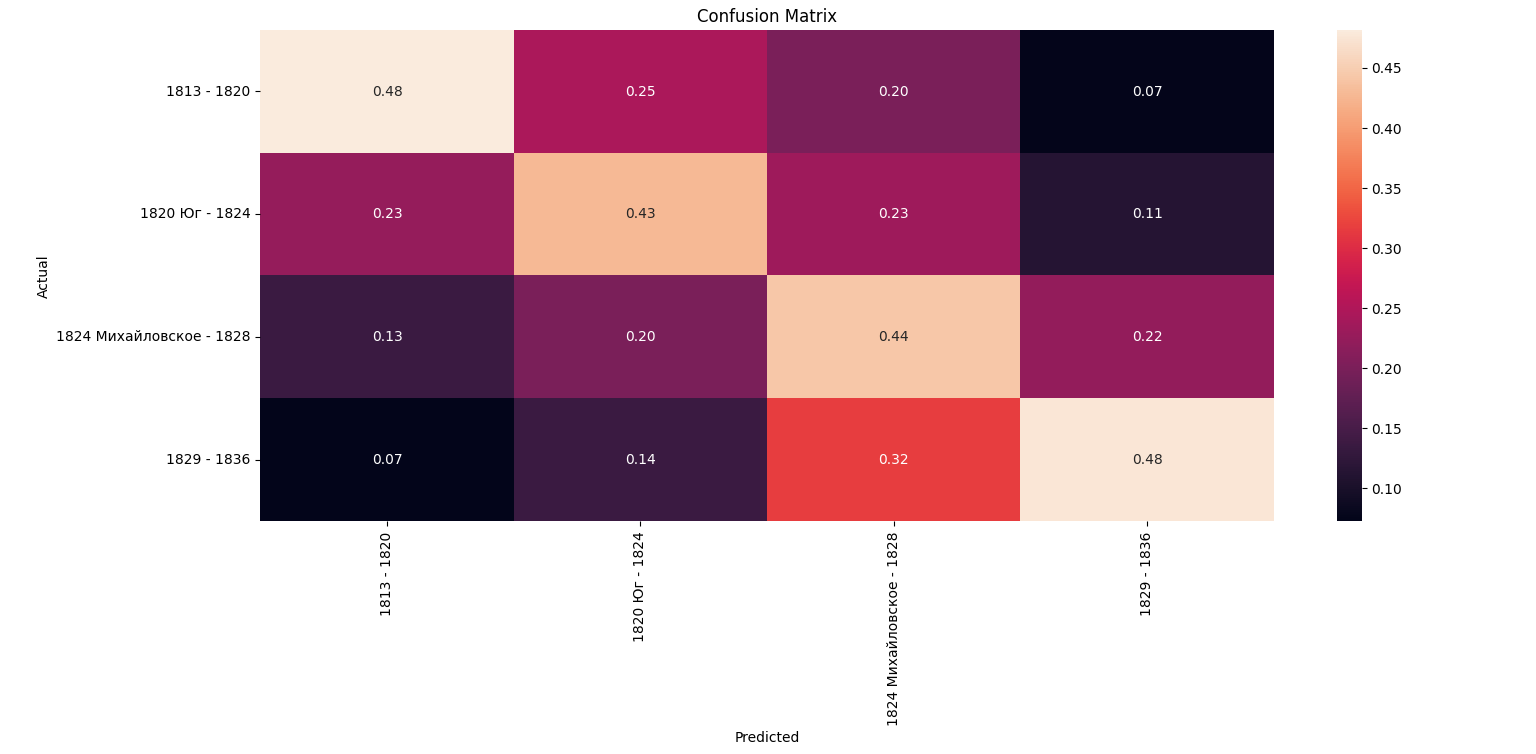 Confusion Matrix
Actual
1813 - 1820
0.48 0.25 0.20 0.07
1820 Юг - 1824
0.23 0.43 0.23 0.11
1824 Михайловское - 1828
0.13 0.20 0.44 0.22
1829 - 1836
0.07 0.14 0.32 0.48
1813 - 1820
1820 Юг - 1824
1824 Михайловское - 1828
1829 - 1836
Predicted
0.45
0.40
0.35
0.30
0.25
0.20
0.15
0.10